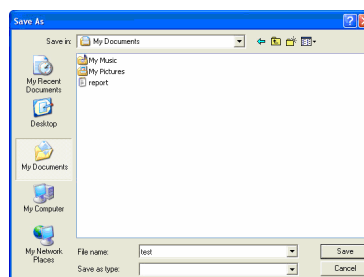 Save As
Save in:
My Documents
My Recent
Documents
Desktop
My Documents
My Computer
My Network
Places
My Music
My Pictures
report
File name:
test
Save
Save as type:
Cancel